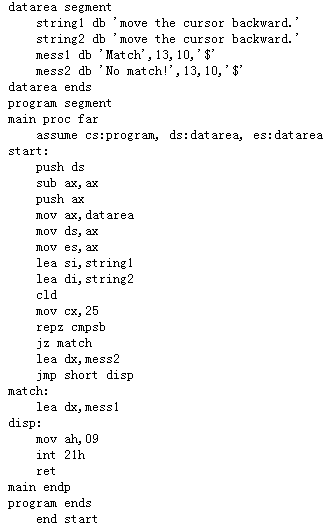 datarea segment
    string1 db 'move the cursor backward.'
    string2 db 'move the cursor backward.'
    mess1 db 'Match',13,10,'$'
    mess2 db 'No match!',13,10,'$'
datarea ends
program segment
main proc far
    assume cs:program, ds:datarea, es:datarea
start:
    push ds
    sub ax,ax
    push ax
    mov ax,datarea
    mov ds,ax
    mov es,ax
    lea si,string1
    lea di,string2
    cld
    mov cx,25
    repz cmpsb
    jz match
    lea dx,mess2
    jmp short disp
match:
    lea dx,mess1
disp:
    mov ah,09
    int 21h
    ret
main endp
program ends
    end start